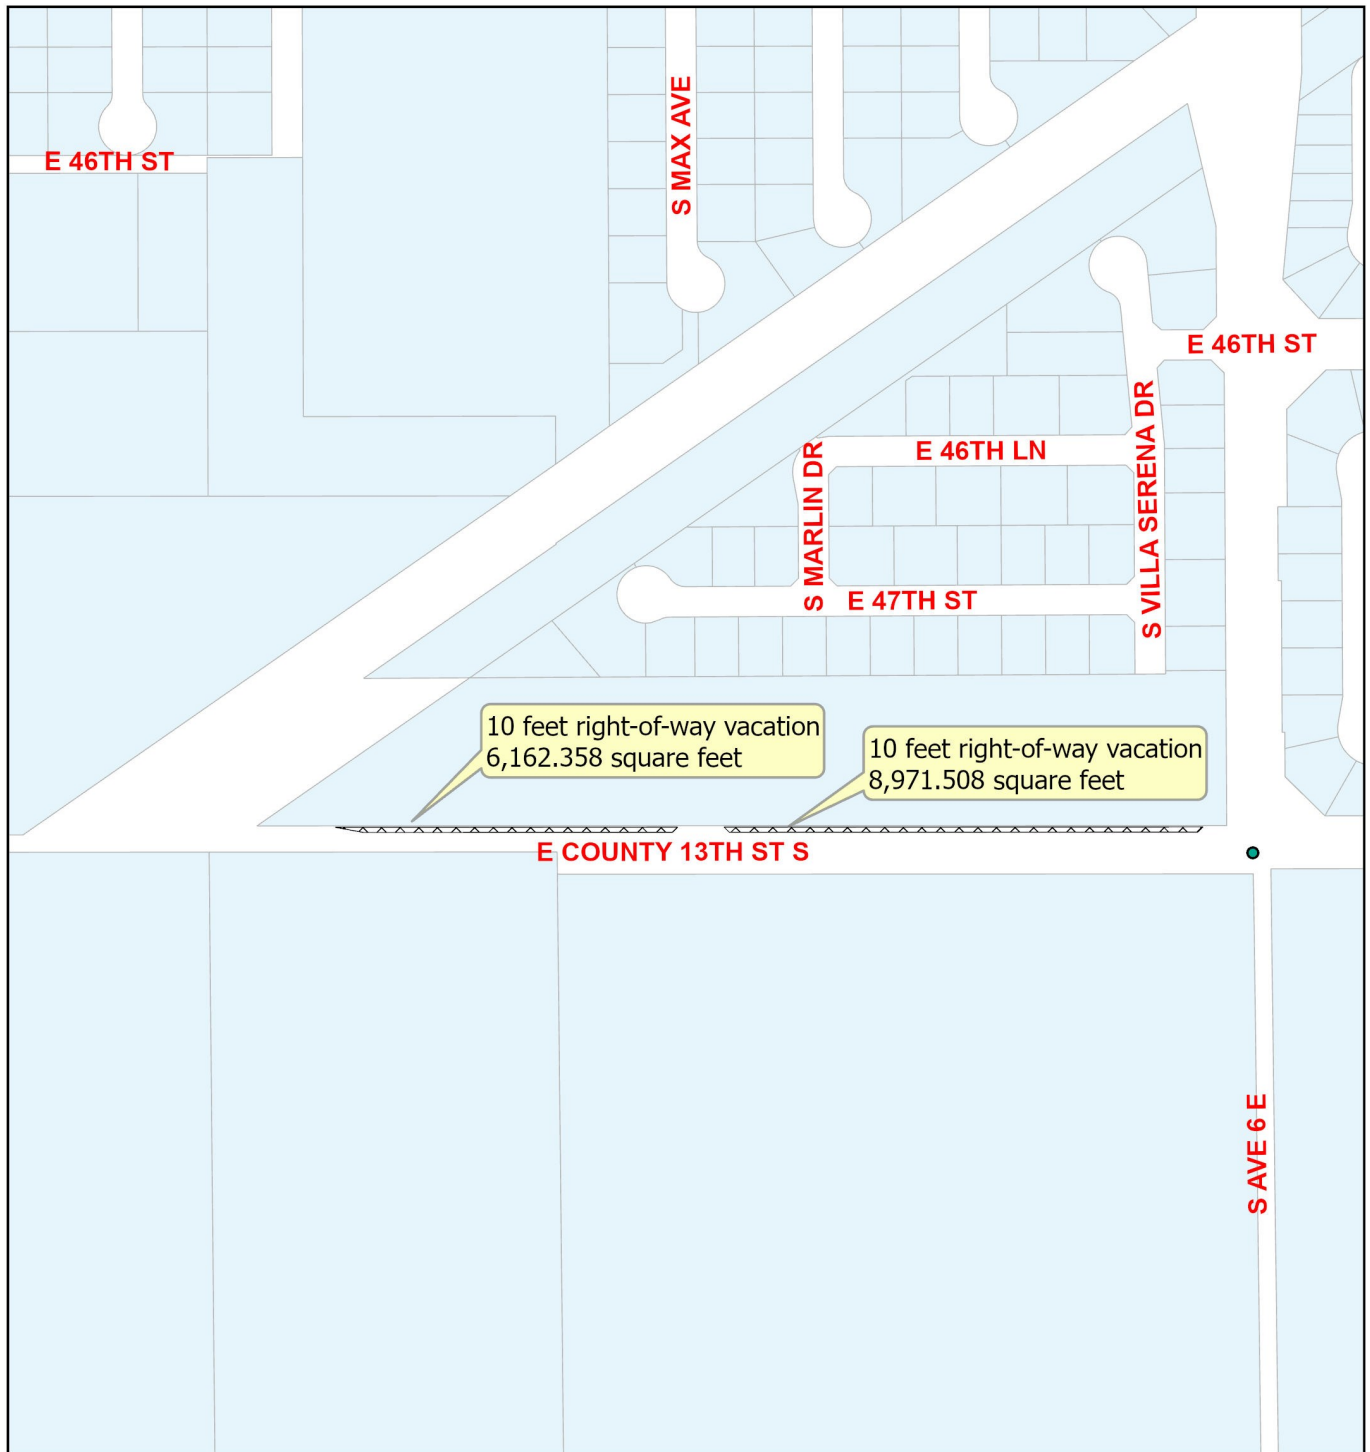 S MAX AVE
E 46TH ST
E 46TH ST
S VILLA SERENA DR
E 46TH LN
S MARLIN DR
E 47TH ST
10 feet right-of-way vacation
6,162.358 square feet
10 feet right-of-way vacation
8,971.508 square feet
E COUNTY 13TH ST S
S AVE 6 E